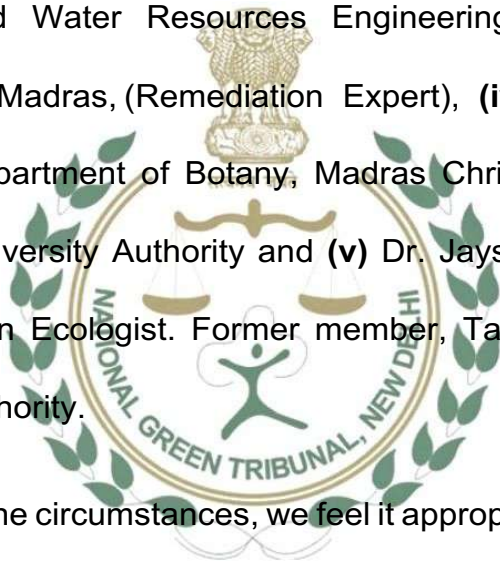 d Water Resources Engineering,
Madras, (Remediation Expert), (i
partment of Botany, Madras Chri
versity Authority and (v) Dr. Jays
n Ecologist. Former member, Ta
hority.
ne circumstances, we feel it approp
NATIONAL GREEN TRIBUNAL, NEW DELHI